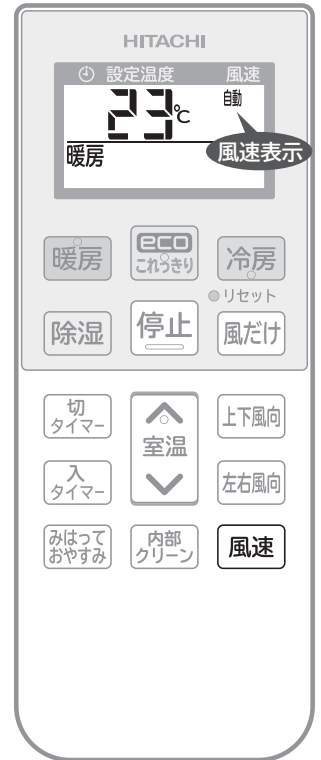 HITACHI
設定温度 風速
23℃ 自動
暖房 風速表示
暖房 eco これっきり 冷房
リセット
除湿 停止 風だけ
切タイマー 室温 上下風向
入タイマー 左右風向
みはっておやすみ 内部クリーン 風速